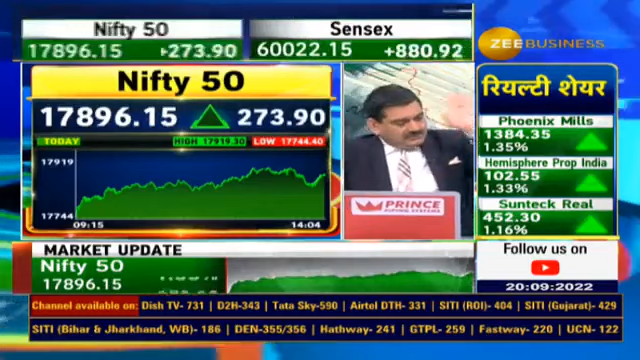 Nifty 50
17896.15 273.90
Sensex
60022.15 +880.92
ZEE BUSINESS
Nifty 50
17896.15 273.90
TODAY HIGH 17919.30 LOW 17744.40
17919
17744
09:15 14:04
PRINCE
PIPING SYSTEMS
रियल्टी शेयर
Phoenix Mills
1384.35
1.35%
Hemisphere Prop India
102.55
1.33%
Sunteck Real
452.30
1.16%
MARKET UPDATE
Nifty 50
17896.15
Follow us on
20:09:2022
Channel available on: Dish TV- 731 | D2H-343 | Tata Sky-590 | Airtel DTH- 331 | SITI (ROI)- 404 | SITI (Gujarat)- 429
SITI (Bihar & Jharkhand, WB)- 186 | DEN-355/356 | Hathway- 241 | GTPL- 259 | Fastway- 220 | UCN- 122